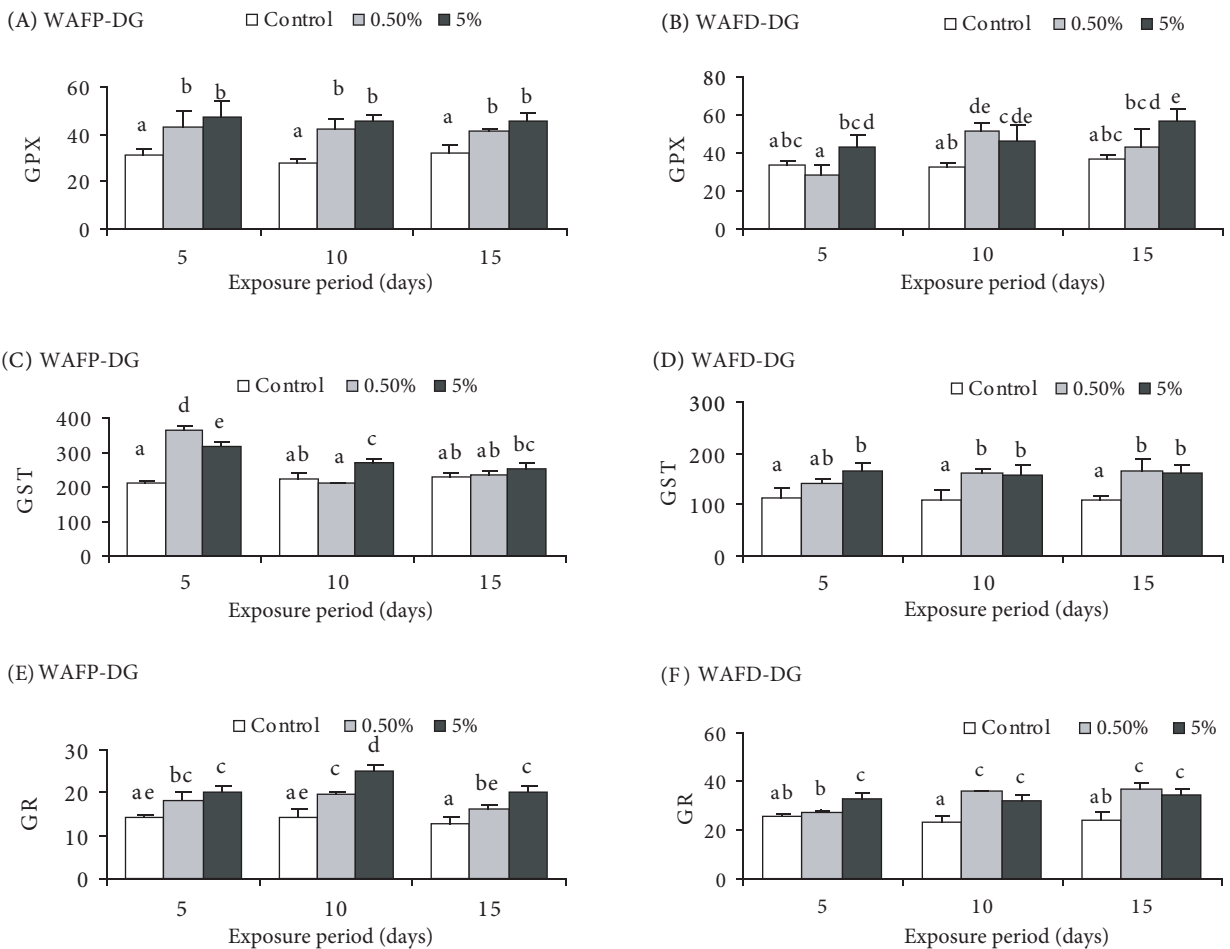 (A) WAFP-DG
Control 0.50% 5%
GPX
60
40
20
0
a b b a b b a b b
5 10 15
Exposure period (days)
(B) WAFD-DG
Control 0.50% 5%
GPX
80
60
40
20
0
abc a bcd ab de cde abc bcd e
5 10 15
Exposure period (days)
(C) WAFP-DG
Control 0.50% 5%
GST
400
300
200
100
0
a d e ab a c ab ab bc
5 10 15
Exposure period (days)
(D) WAFD-DG
Control 0.50% 5%
GST
300
200
100
0
a ab b a b b a b b
5 10 15
Exposure period (days)
(E) WAFP-DG
Control 0.50% 5%
GR
30
20
10
0
ae bc c ae c d a be c
5 10 15
Exposure period (days)
(F) WAFD-DG
Control 0.50% 5%
GR
60
40
20
0
ab b c a c c ab c c
5 10 15
Exposure period (days)